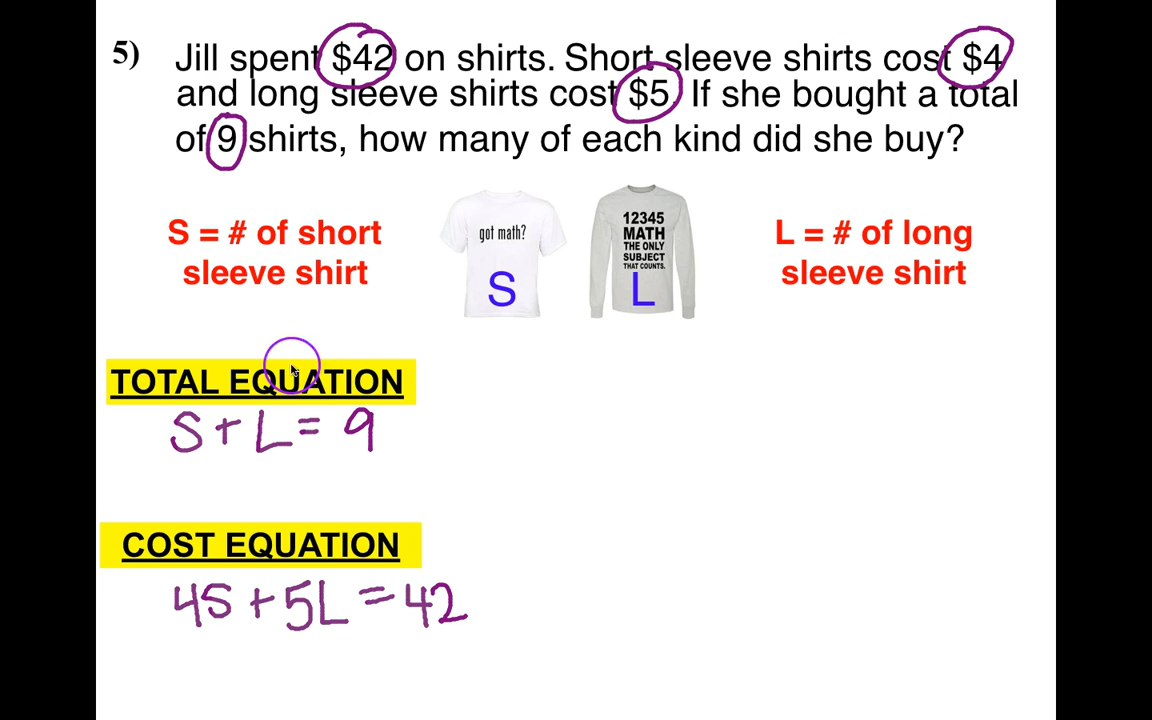 5) Jill spent $42 on shirts. Short sleeve shirts cost $4
and long sleeve shirts cost $5. If she bought a total
of 9 shirts, how many of each kind did she buy?
S = # of short
sleeve shirt
got math?
S
12345
MATH
THE ONLY
SUBJECT
THAT COUNTS.
L
L = # of long
sleeve shirt
TOTAL EQUATION
S + L = 9
COST EQUATION
4S + 5L = 42